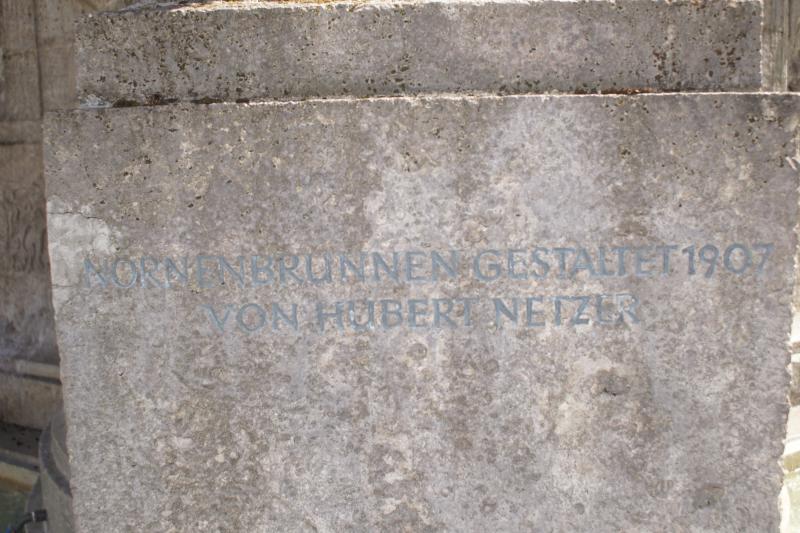 NORNENBRUNNEN GESTALTET 1907
VON HUBERT NETZER